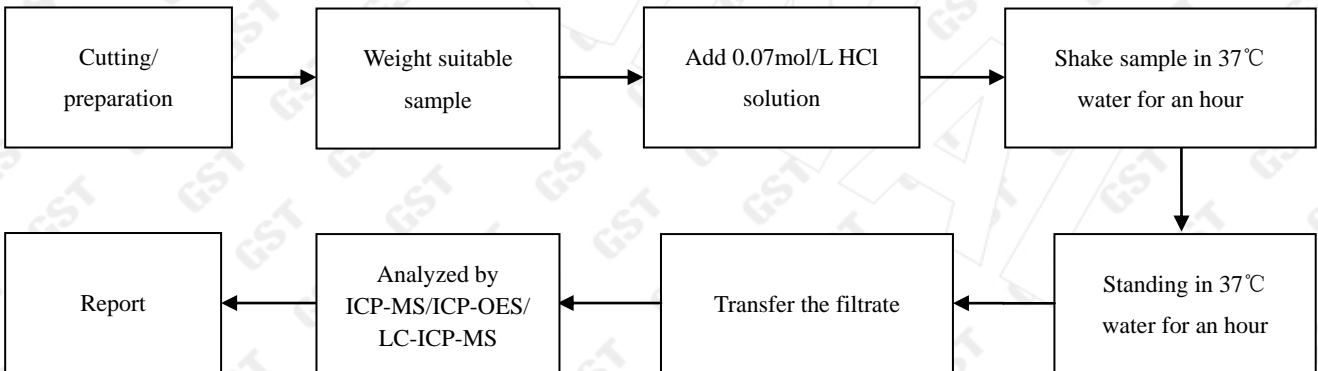 Cutting/
preparation
Weight suitable
sample
Add 0.07mol/L HCl
solution
Shake sample in 37℃
water for an hour
Standing in 37℃
water for an hour
Transfer the filtrate
Analyzed by
ICP-MS/ICP-OES/
LC-ICP-MS
Report